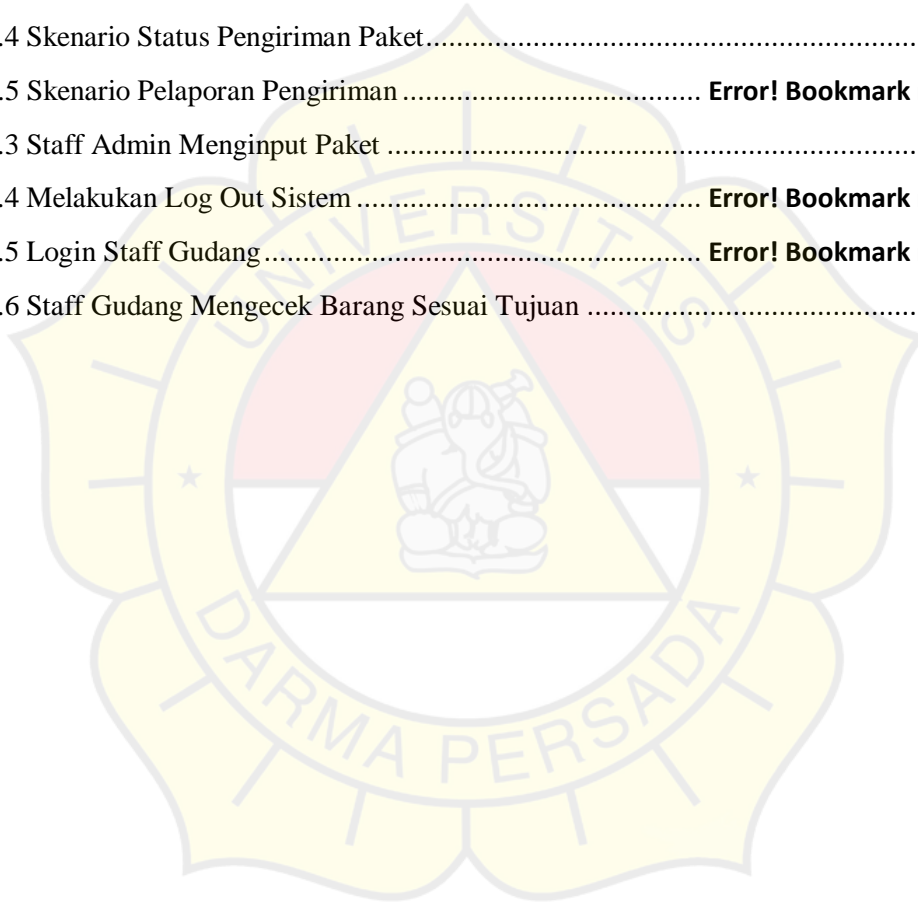 .4 Skenario Status Pengiriman Paket..........................................................................
.5 Skenario Pelaporan Pengiriman ...................................... Error! Bookmark
.3 Staff Admin Menginput Paket ...............................................................................
.4 Melakukan Log Out Sistem ............................................ Error! Bookmark
.5 Login Staff Gudang......................................................... Error! Bookmark
.6 Staff Gudang Mengecek Barang Sesuai Tujuan ............................................
UNIVERSITAS
DARMA PERSADA